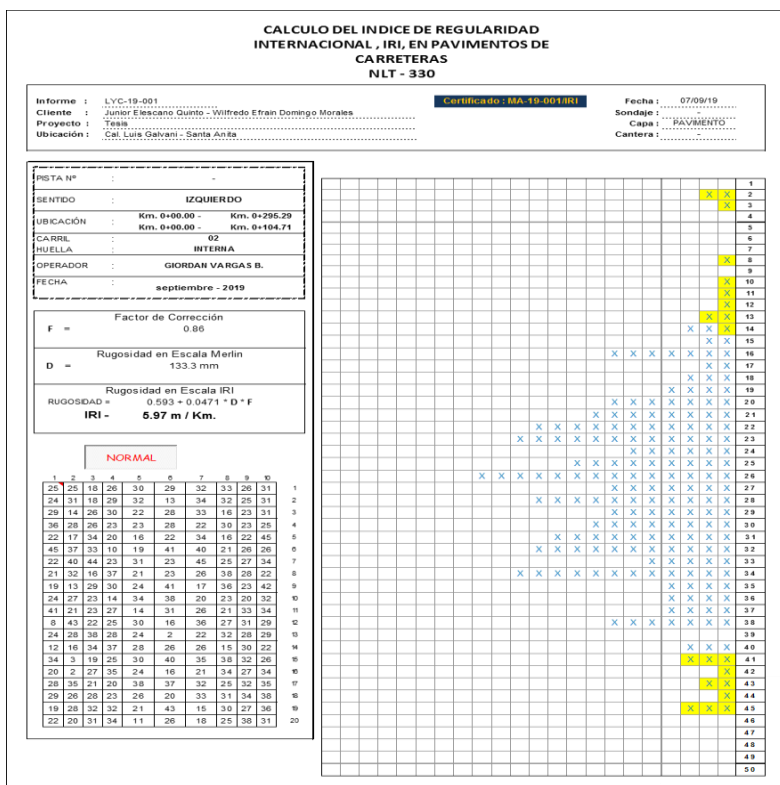 CALCULO DEL INDICE DE REGULARIDAD
INTERNACIONAL , IRI, EN PAVIMENTOS DE
CARRETERAS
NLT - 330
Informe : LYC-19-001 Certificado : MA-19-001/IRI Fecha : 07/09/19
Cliente : Junior Elescano Quinto - Wilfredo Efrain Domingo Morales Sondaje : -
Proyecto : Tesis Capa : PAVIMENTO
Ubicación : Cal. Luis Galvani - Santa Anita Cantera : -
PISTA Nº : -
SENTIDO : IZQUIERDO
UBICACIÓN : Km. 0+00.00 - Km. 0+295.29
Km. 0+00.00 - Km. 0+104.71
CARRIL : 02
HUELLA : INTERNA
OPERADOR : GIORDAN VARGAS B.
FECHA : septiembre - 2019
Factor de Corrección
F = 0.86
Rugosidad en Escala Merlin
D = 133.3 mm
Rugosidad en Escala IRI
RUGOSIDAD = 0.593 + 0.0471 * D * F
IRI - 5.97 m / Km.
NORMAL
1 2 3 4 5 6 7 8 9 10
25 25 18 26 30 29 32 33 26 31 1
24 31 18 29 32 13 34 32 25 31 2
29 14 26 30 22 28 33 16 23 31 3
36 28 26 23 23 28 22 30 23 25 4
22 17 34 20 16 22 34 16 22 45 5
45 37 33 10 19 41 40 21 26 26 6
22 40 44 23 31 23 45 25 27 34 7
21 32 16 37 21 23 26 38 28 22 8
19 13 29 30 24 41 17 36 23 42 9
24 27 23 14 34 38 20 23 20 32 10
41 21 23 27 14 31 26 21 33 34 11
8 43 22 25 30 16 36 27 31 29 12
24 28 38 28 24 2 22 32 28 29 13
12 16 34 37 28 26 26 15 30 22 14
34 3 19 25 30 40 35 38 32 26 15
20 2 27 35 24 16 21 34 27 34 16
28 35 21 20 38 37 32 25 32 35 17
29 26 28 23 26 20 33 31 34 38 18
19 28 32 32 21 43 15 30 27 36 19
22 20 31 34 11 26 18 25 38 31 20
1
X X 2
X 3
4
5
6
7
X 8
9
X 10
X 11
X 12
X X 13
X X X 14
X X 15
X X X X X X X 16
X X 17
X X X 18
X X X X 19
X X X X X X X 20
X X X X X X X X 21
X X X X X X X X X X X 22
X X X X X X X X X X X X 23
X X X X X X 24
X X X X X X X X X 25
X X X X X X X X X X X X X X 26
X X X X X X X 27
X X X X X X X X X X X 28
X X X X X X X 29
X X X X X X X X 30
X X X X X X X X X X 31
X X X X X X X X X X X 32
X X X X X 33
X X X X X X X X X X X X 34
X X X X 35
X X X X 36
X X X X 37
X X X X X X X 38
39
X X X 40
X X X 41
X 42
X X 43
X 44
X X X 45
46
47
48
49
50